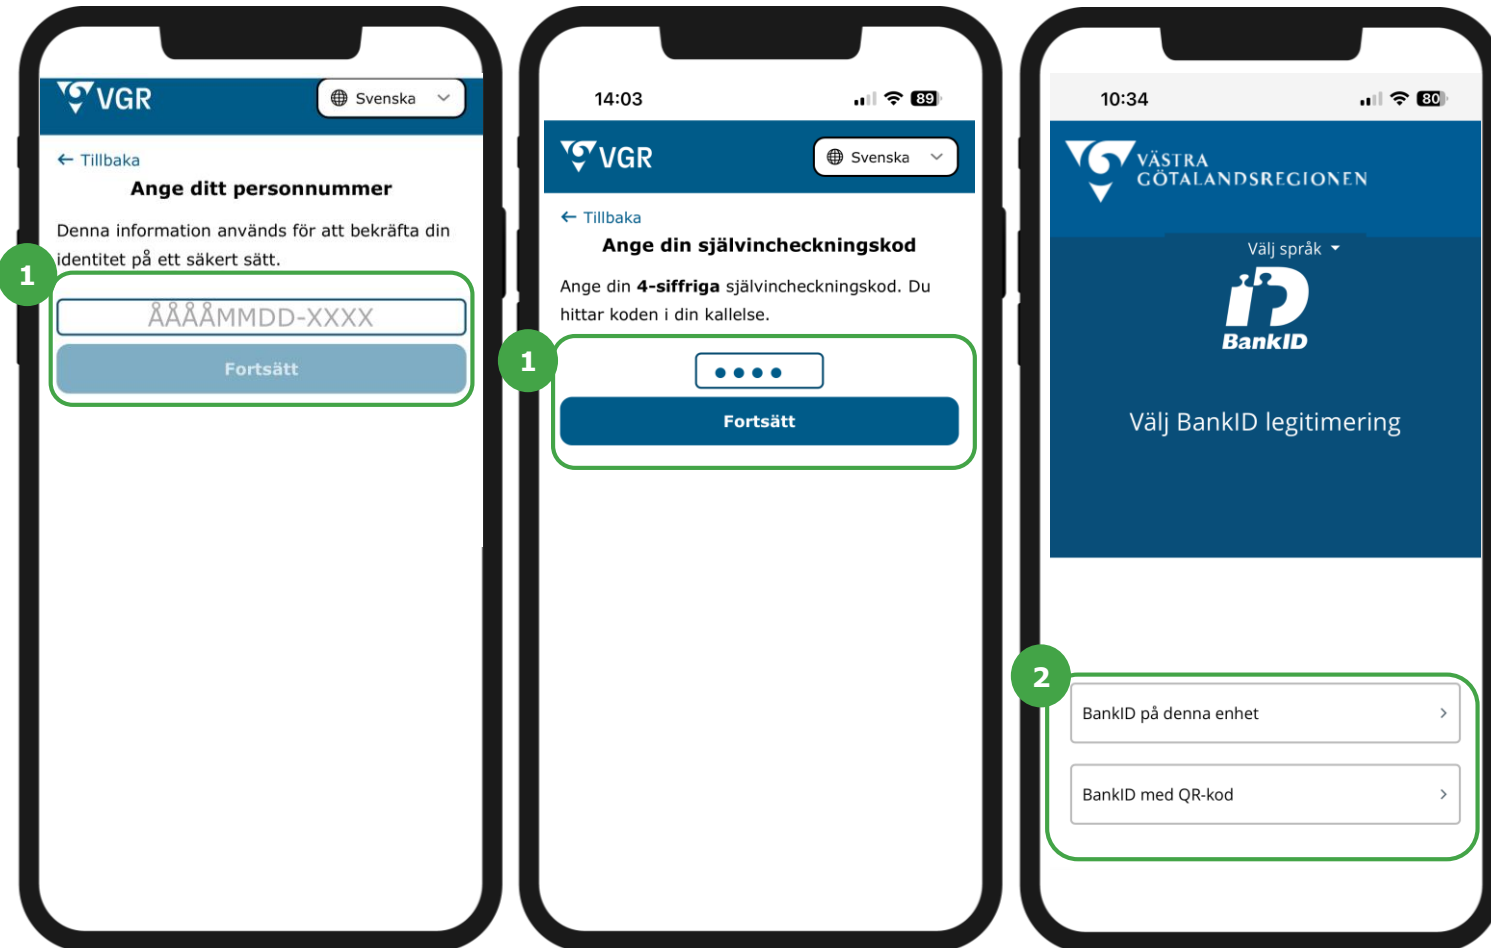 VGR
Svenska
← Tillbaka
Ange ditt personnummer
Denna information används för att bekräfta din
identitet på ett säkert sätt.
1
ÅÅÅÅMMDD-XXXX
Fortsätt
14:03
89
VGR
Svenska
← Tillbaka
Ange din självincheckningskod
Ange din 4-siffriga självincheckningskod. Du
hittar koden i din kallelse.
1
••••
Fortsätt
10:34
80
VÄSTRA
GÖTALANDSREGIONEN
Välj språk
BankID
Välj BankID legitimering
2
BankID på denna enhet
BankID med QR-kod